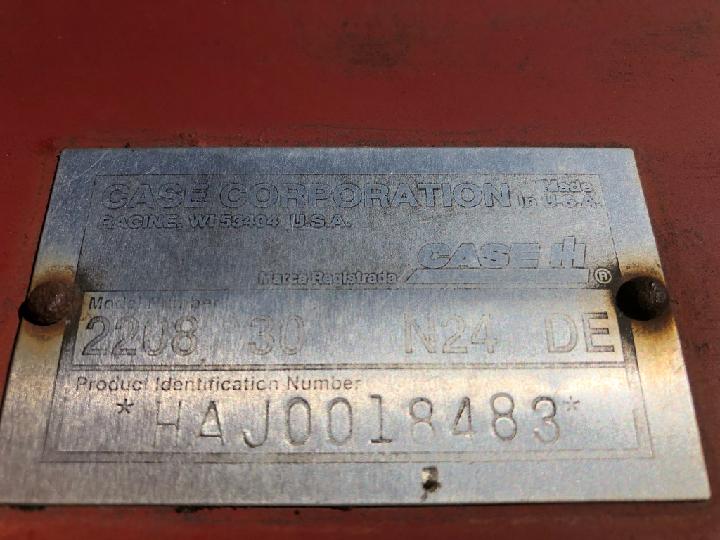 CASE CORPORATION
RACINE, WI 53404 U.S.A.
Made
in U.S.A.
Marca Registrada CASE IH ®
Model Number
2208 30 N24 DE
Product Identification Number
*HAJ0018483*